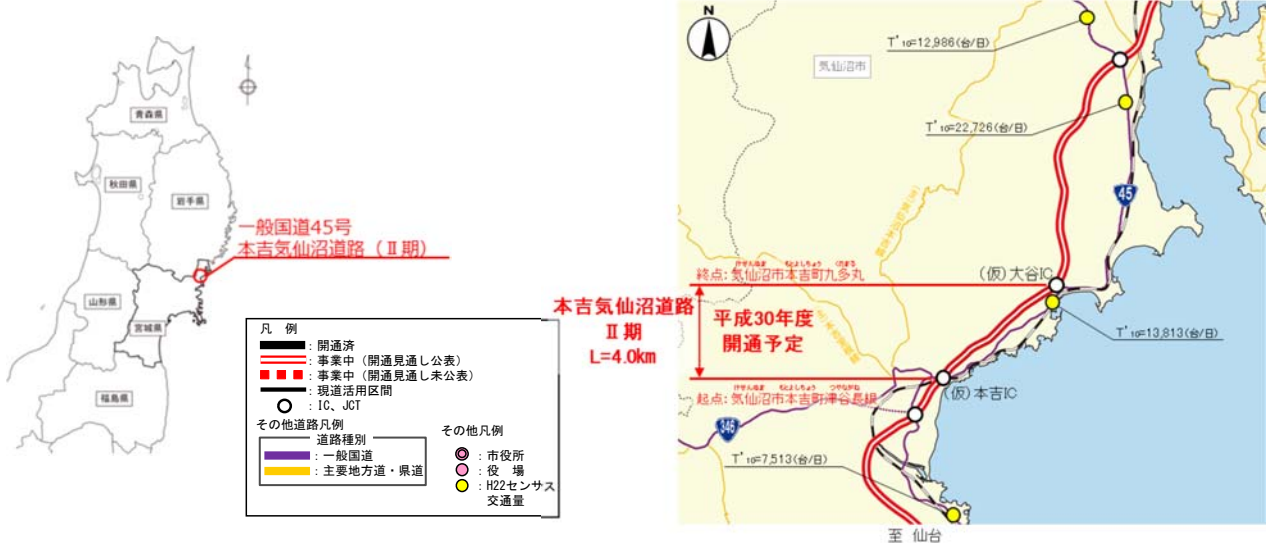 青森県
秋田県
岩手県
一般国道45号
本吉気仙沼道路（Ⅱ期）
山形県
宮城県
福島県
凡　例
：開通済
：事業中（開通見通し公表）
：事業中（開通見通し未公表）
：現道活用区間
：IC、JCT
その他道路凡例
道路種別
：一般国道
：主要地方道・県道
その他凡例
：市役所
：役　場
：H22センサス
交通量
N
T'10=12,986(台/日)
気仙沼市
T'10=22,726(台/日)
45
終点：気仙沼市本吉町九多丸
(仮)大谷IC
本吉気仙沼道路
Ⅱ期
L=4.0km
平成30年度
開通予定
T'10=13,813(台/日)
(仮)本吉IC
起点：気仙沼市本吉町津谷長根
346
T'10=7,513(台/日)
至 仙台